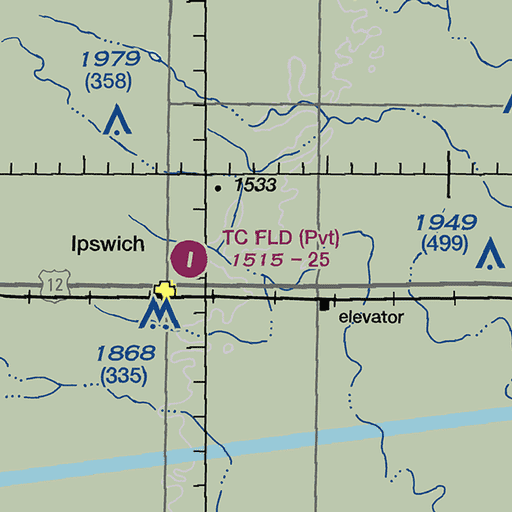 1979
(358)
1533
1949
(499)
Ipswich
I
TC FLD (Pvt)
1515 - 25
12
elevator
1868
(335)